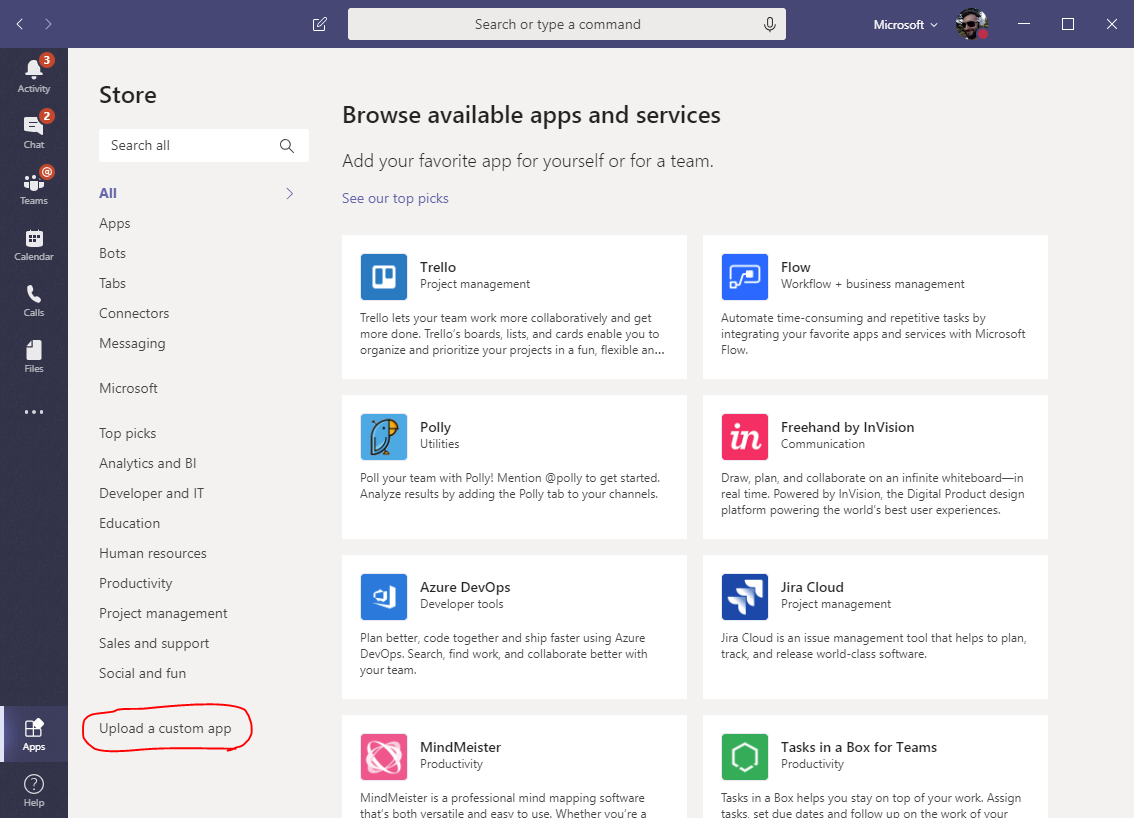 Search or type a command
Microsoft
3
Activity
2
Chat
@
Teams
Calendar
Calls
Files
Apps
Help
Store
Search all
All
Apps
Bots
Tabs
Connectors
Messaging
Microsoft
Top picks
Analytics and BI
Developer and IT
Education
Human resources
Productivity
Project management
Sales and support
Social and fun
Upload a custom app
Browse available apps and services
Add your favorite app for yourself or for a team.
See our top picks
Trello
Project management
Trello lets your team work more collaboratively and get
more done. Trello’s boards, lists, and cards enable you to
organize and prioritize your projects in a fun, flexible an...
Flow
Workflow + business management
Automate time-consuming and repetitive tasks by
integrating your favorite apps and services with Microsoft
Flow.
Polly
Utilities
Poll your team with Polly! Mention @polly to get started.
Analyze results by adding the Polly tab to your channels.
in
Freehand by InVision
Communication
Draw, plan, and collaborate on an infinite whiteboard—in
real time. Powered by InVision, the Digital Product design
platform powering the world's best user experiences.
Azure DevOps
Developer tools
Plan better, code together and ship faster using Azure
DevOps. Search, find work, and collaborate better with
your team.
Jira Cloud
Project management
Jira Cloud is an issue management tool that helps to plan,
track, and release world-class software.
MindMeister
Productivity
MindMeister is a professional mind mapping software
that’s both versatile and easy to use. Whether you’re a
Tasks in a Box for Teams
Productivity
Tasks in a Box helps you stay on top of your work. Assign
tasks, set due dates and follow up on the work of your